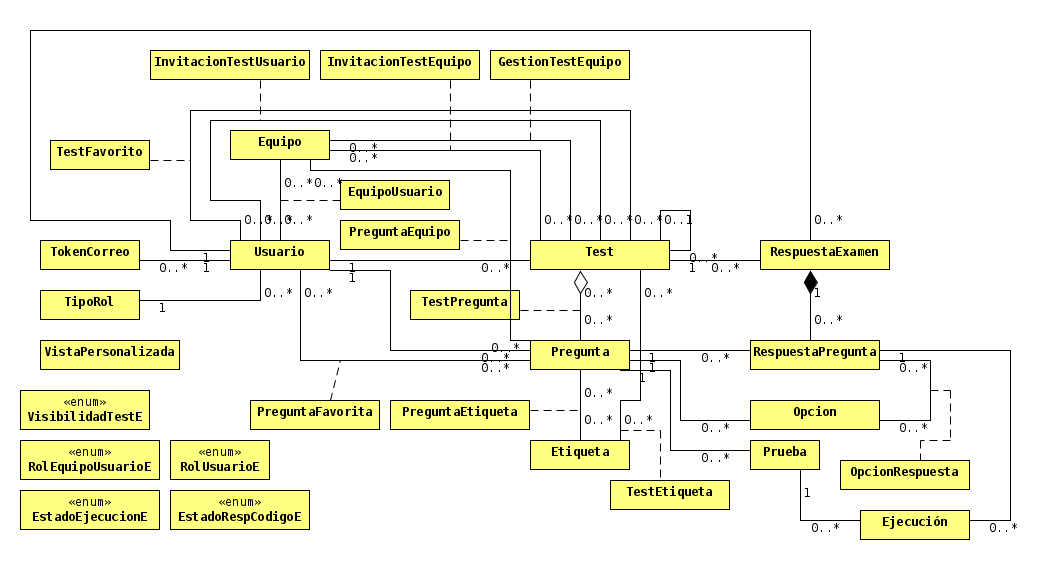 InvitacionTestUsuario
InvitacionTestEquipo
GestionTestEquipo
Equipo
0..*
0..*
TestFavorito
0..*
0..*
EquipoUsuario
PreguntaEquipo
0..*
0..*
0..*
0..*
0..*
0..*
0..*
0..1
0..*
TokenCorreo
Usuario
Test
RespuestaExamen
0..*
1
1
1
1
0..*
0..*
1
0..*
TipoRol
1
0..*
0..*
TestPregunta
0..*
0..*
0..*
1
0..*
VistaPersonalizada
Pregunta
RespuestaPregunta
0..*
0..*
0..*
1
1
1
0..*
1
0..*
«enum»
VisibilidadTestE
PreguntaFavorita
PreguntaEtiqueta
0..*
0..*
0..*
Opcion
0..*
0..*
«enum»
RolEquipoUsuarioE
«enum»
RolUsuarioE
Etiqueta
Prueba
0..*
OpcionRespuesta
«enum»
EstadoEjecucionE
«enum»
EstadoRespCodigoE
TestEtiqueta
1
Ejecución
0..*
0..*